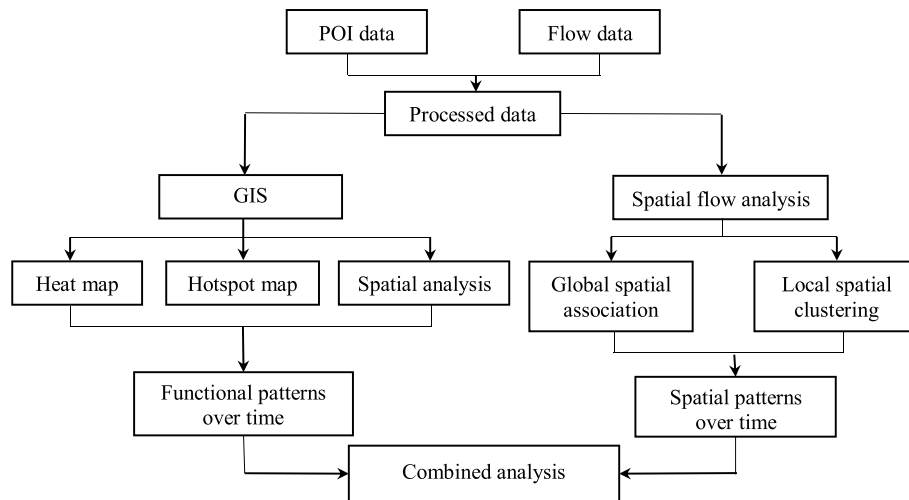 POI data
Flow data
Processed data
GIS
Spatial flow analysis
Heat map
Hotspot map
Spatial analysis
Global spatial
association
Local spatial
clustering
Functional patterns
over time
Spatial patterns
over time
Combined analysis